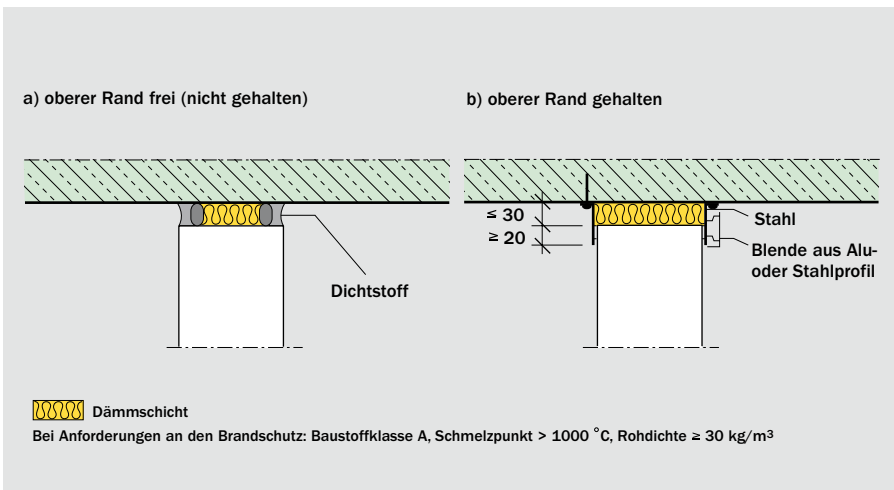 a) oberer Rand frei (nicht gehalten)
b) oberer Rand gehalten
≤ 30
≥ 20
Stahl
Blende aus Alu-
oder Stahlprofil
Dichtstoff
Dämmschicht
Bei Anforderungen an den Brandschutz: Baustoffklasse A, Schmelzpunkt > 1000 °C, Rohdichte ≥ 30 kg/m³